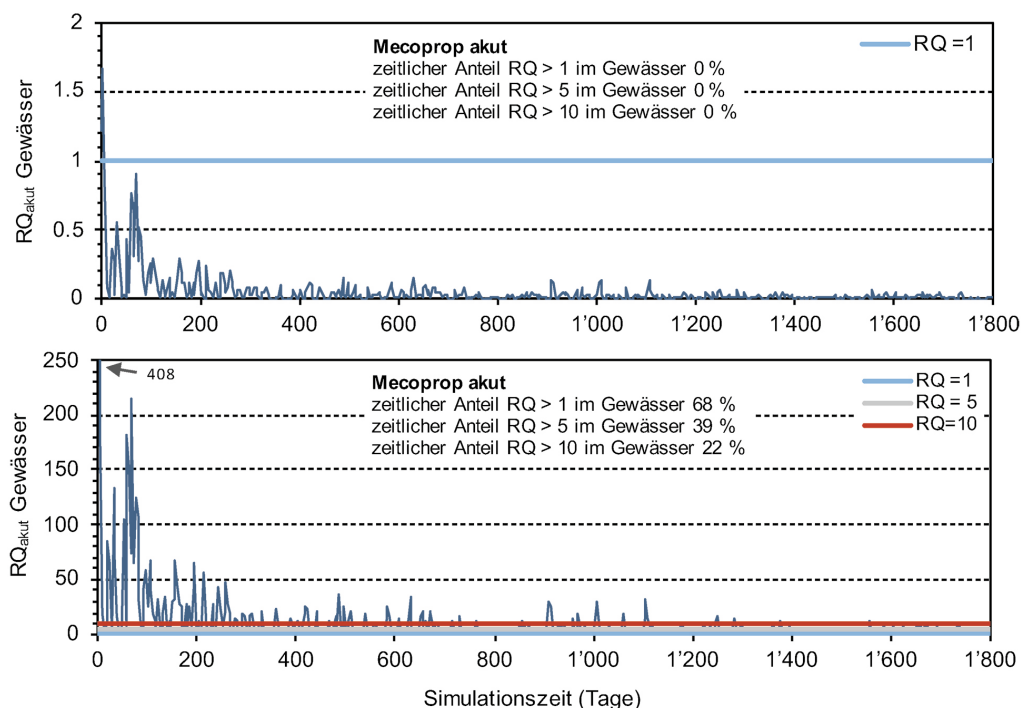 2
1.5
1
0.5
0
RQakut Gewässer
Mecoprop akut
zeitlicher Anteil RQ > 1 im Gewässer 0 %
zeitlicher Anteil RQ > 5 im Gewässer 0 %
zeitlicher Anteil RQ > 10 im Gewässer 0 %
RQ =1
0 200 400 600 800 1'000 1'200 1'400 1'600 1'800
250
200
150
100
50
0
RQakut Gewässer
408
Mecoprop akut
zeitlicher Anteil RQ > 1 im Gewässer 68 %
zeitlicher Anteil RQ > 5 im Gewässer 39 %
zeitlicher Anteil RQ > 10 im Gewässer 22 %
RQ =1
RQ = 5
RQ=10
0 200 400 600 800 1'000 1'200 1'400 1'600 1'800
Simulationszeit (Tage)